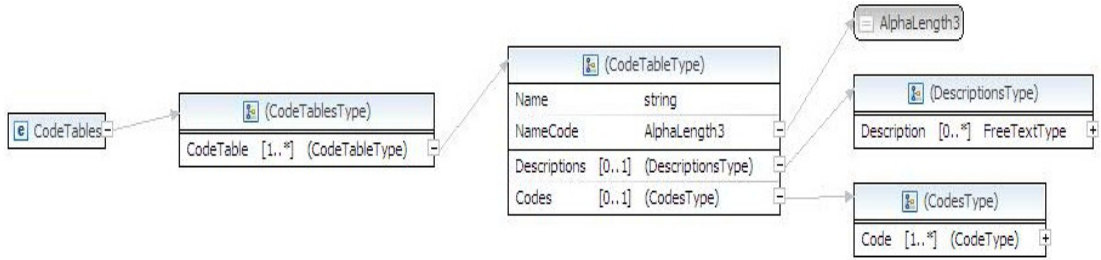 e CodeTables
(CodeTablesType)
CodeTable [1..*] (CodeTableType)
(CodeTableType)
Name string
NameCode AlphaLength3
Descriptions [0..1] (DescriptionsType)
Codes [0..1] (CodesType)
AlphaLength3
(DescriptionsType)
Description [0..*] FreeTextType
(CodesType)
Code [1..*] (CodeType)